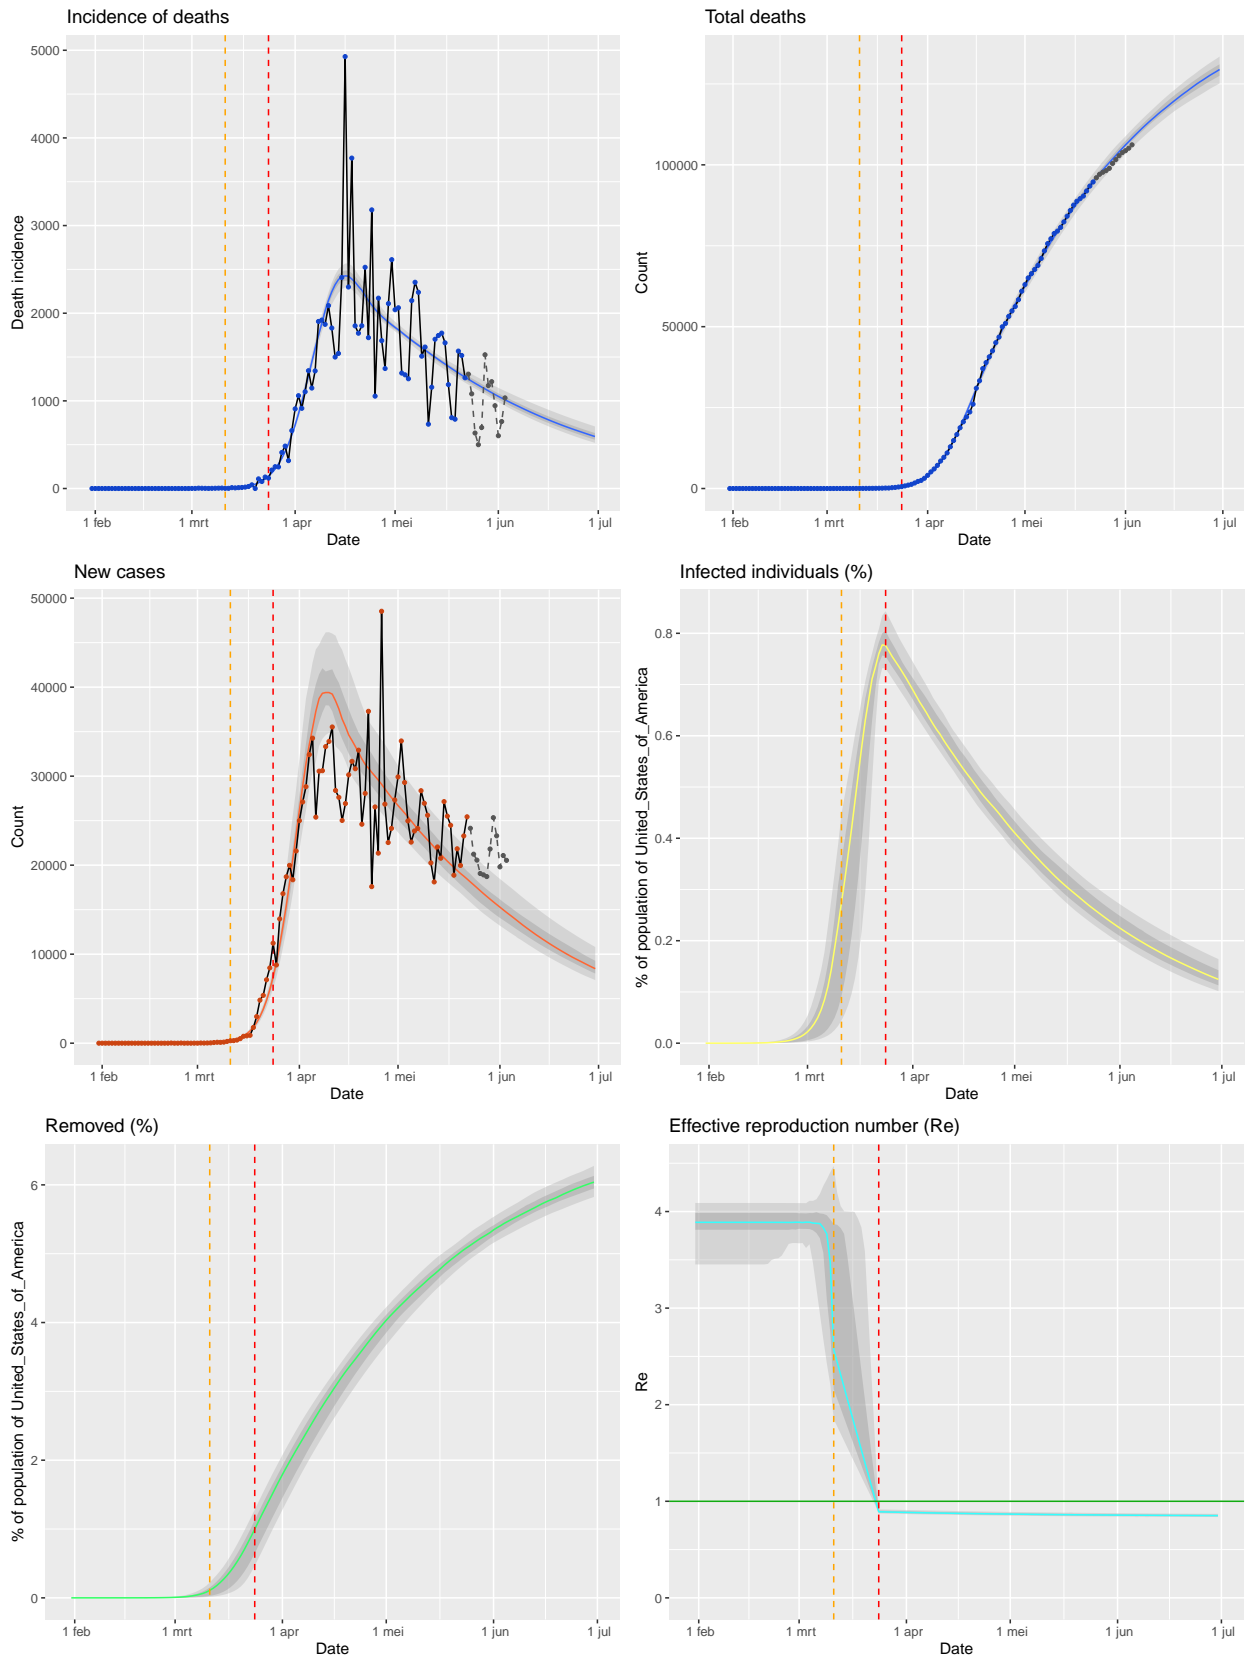 Incidence of deaths
Death incidence
5000
4000
3000
2000
1000
0
1 feb 1 mrt 1 apr 1 mei 1 jun 1 jul
Date
Total deaths
Count
100000
50000
0
1 feb 1 mrt 1 apr 1 mei 1 jun 1 jul
Date
New cases
Count
50000
40000
30000
20000
10000
0
1 feb 1 mrt 1 apr 1 mei 1 jun 1 jul
Date
Infected individuals (%)
% of population of United_States_of_America
0.8
0.6
0.4
0.2
0.0
1 feb 1 mrt 1 apr 1 mei 1 jun 1 jul
Date
Removed (%)
% of population of United_States_of_America
6
4
2
0
1 feb 1 mrt 1 apr 1 mei 1 jun 1 jul
Date
Effective reproduction number (Re)
Re
4
3
2
1
0
1 feb 1 mrt 1 apr 1 mei 1 jun 1 jul
Date